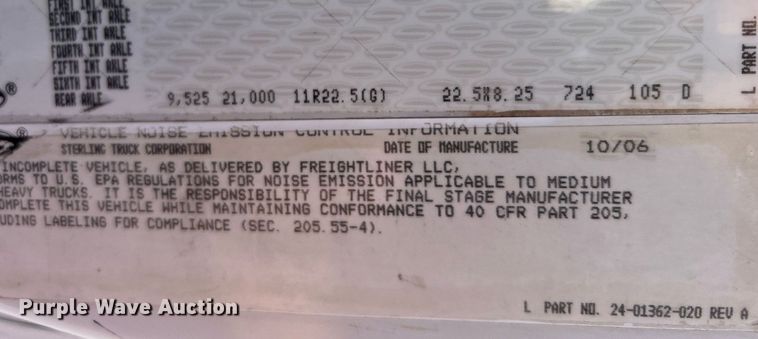 FIRST INT AXLE
SECOND INT AXLE
THIRD INT AXLE
FOURTH INT AXLE
FIFTH INT AXLE
SIXTH INT AXLE
REAR AXLE 9,525 21,000 11R22.5(G) 22.5X8.25 724 105 D
L PART NO.
VEHICLE NOISE EMISSION CONTROL INFORMATION
STERLING TRUCK CORPORATION DATE OF MANUFACTURE 10/06
INCOMPLETE VEHICLE, AS DELIVERED BY FREIGHTLINER LLC,
ORMS TO U.S. EPA REGULATIONS FOR NOISE EMISSION APPLICABLE TO MEDIUM
HEAVY TRUCKS. IT IS THE RESPONSIBILITY OF THE FINAL STAGE MANUFACTURER
OMPLETE THIS VEHICLE WHILE MAINTAINING CONFORMANCE TO 40 CFR PART 205,
UDING LABELING FOR COMPLIANCE (SEC. 205.55-4).
L PART NO. 24-01362-020 REV A
Purple Wave Auction